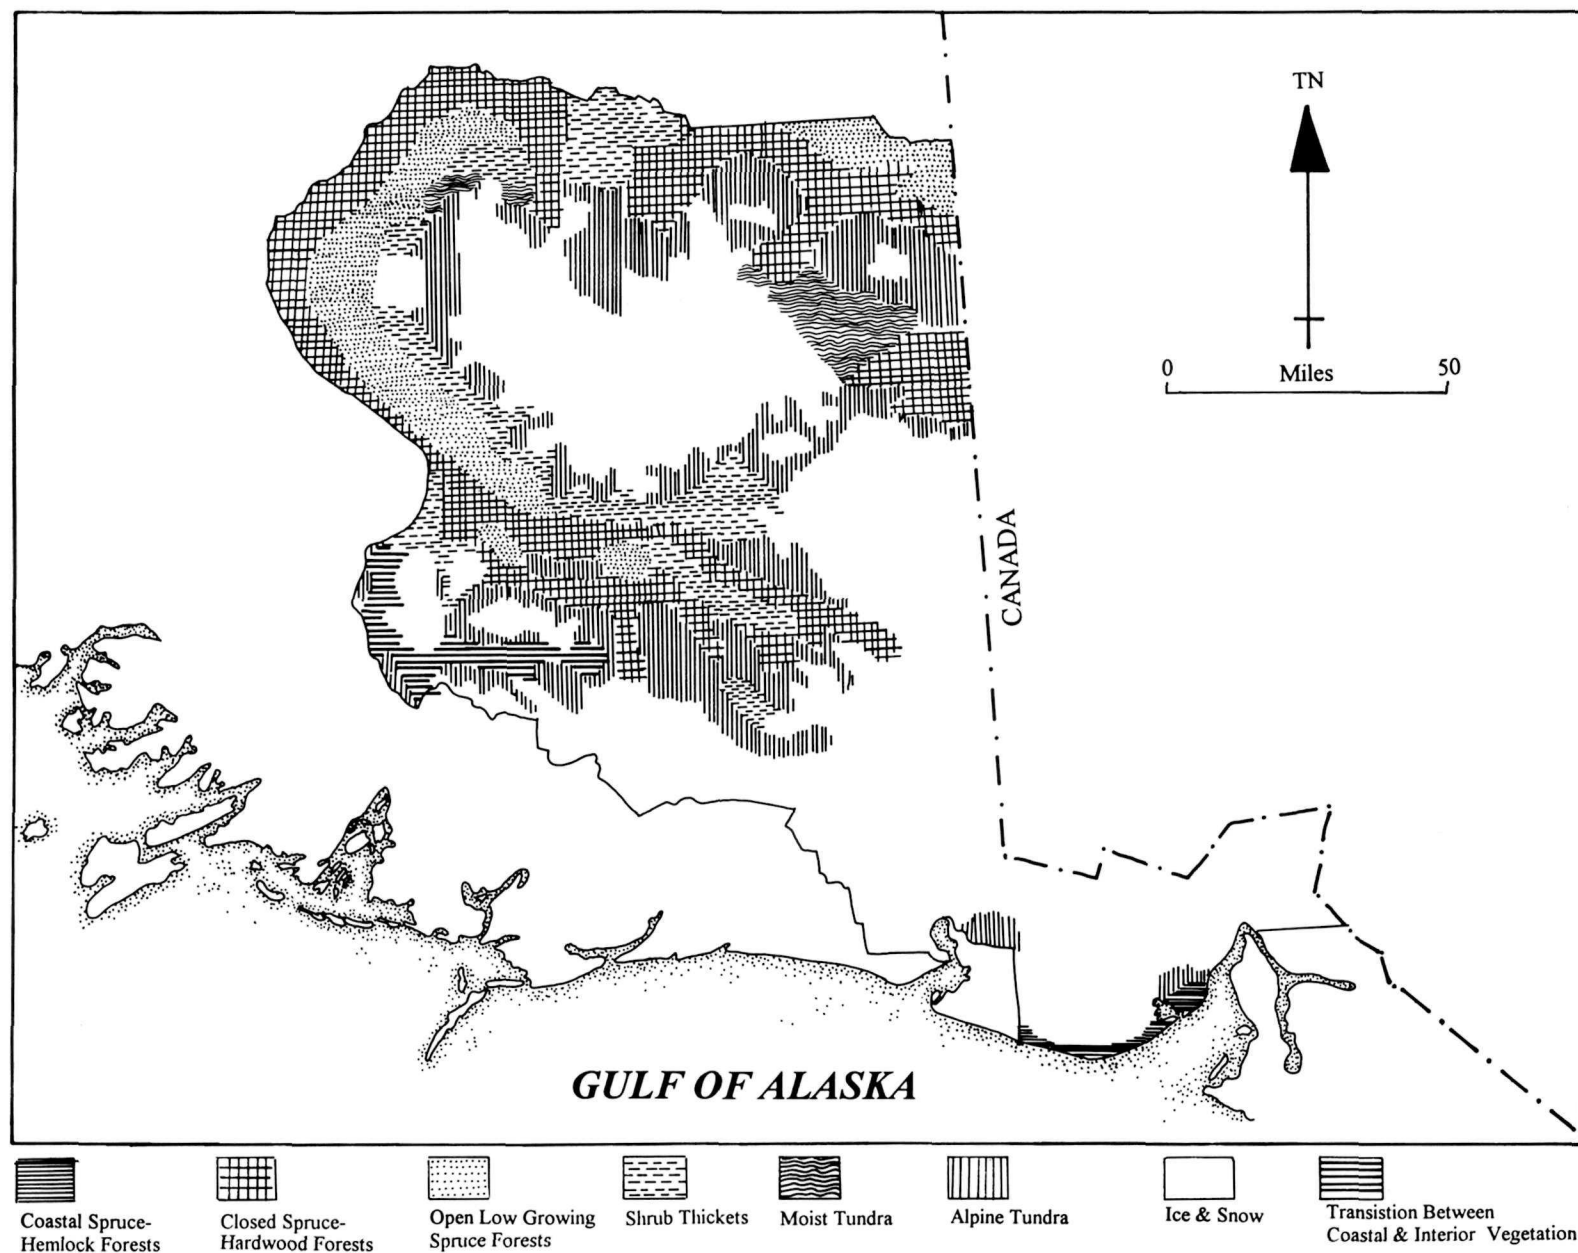 TN
0 50
Miles
CANADA
GULF OF ALASKA
Coastal Spruce-
Hemlock Forests
Closed Spruce-
Hardwood Forests
Open Low Growing
Spruce Forests
Shrub Thickets
Moist Tundra
Alpine Tundra
Ice & Snow
Transistion Between
Coastal & Interior Vegetation